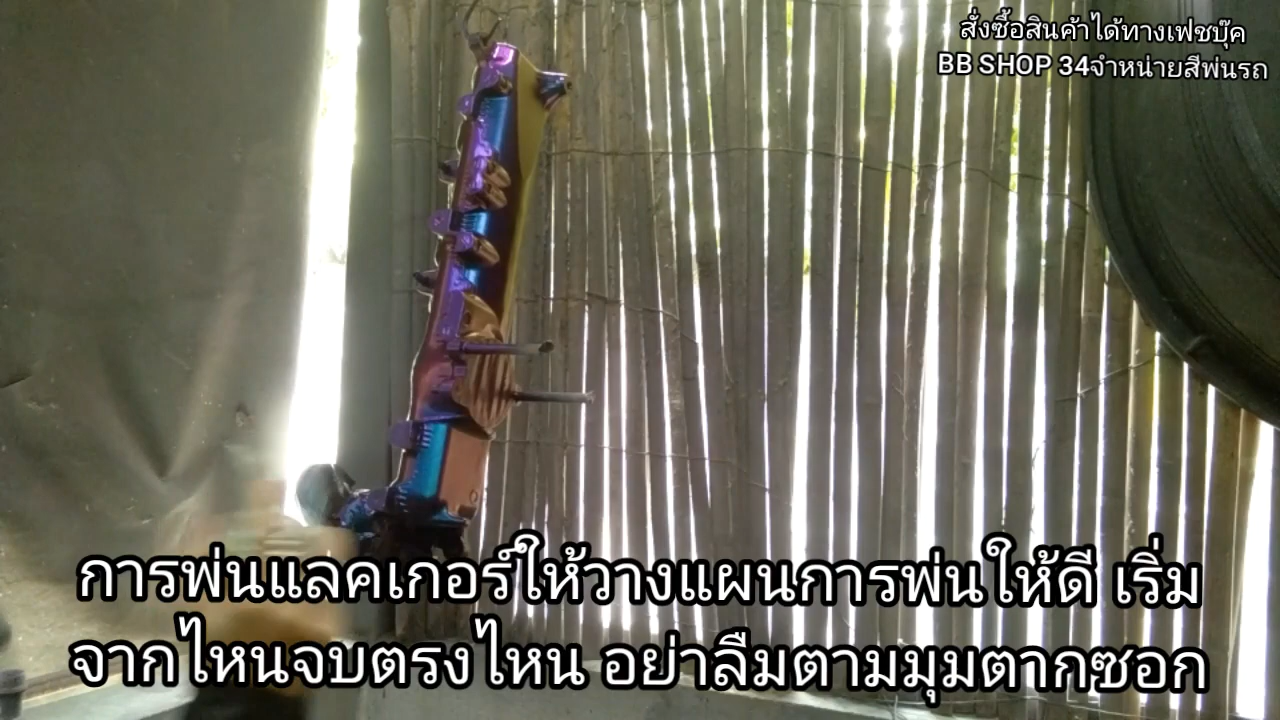 สั่งซื้อสินค้าได้ทางเฟชบุ๊ค
BB SHOP 34จำหน่ายสีพ่นรถ
การพ่นแลคเกอร์ให้วางแผนการพ่นให้ดี เริ่ม
จากไหนจบตรงไหน อย่าลืมตามมุมตากซอก